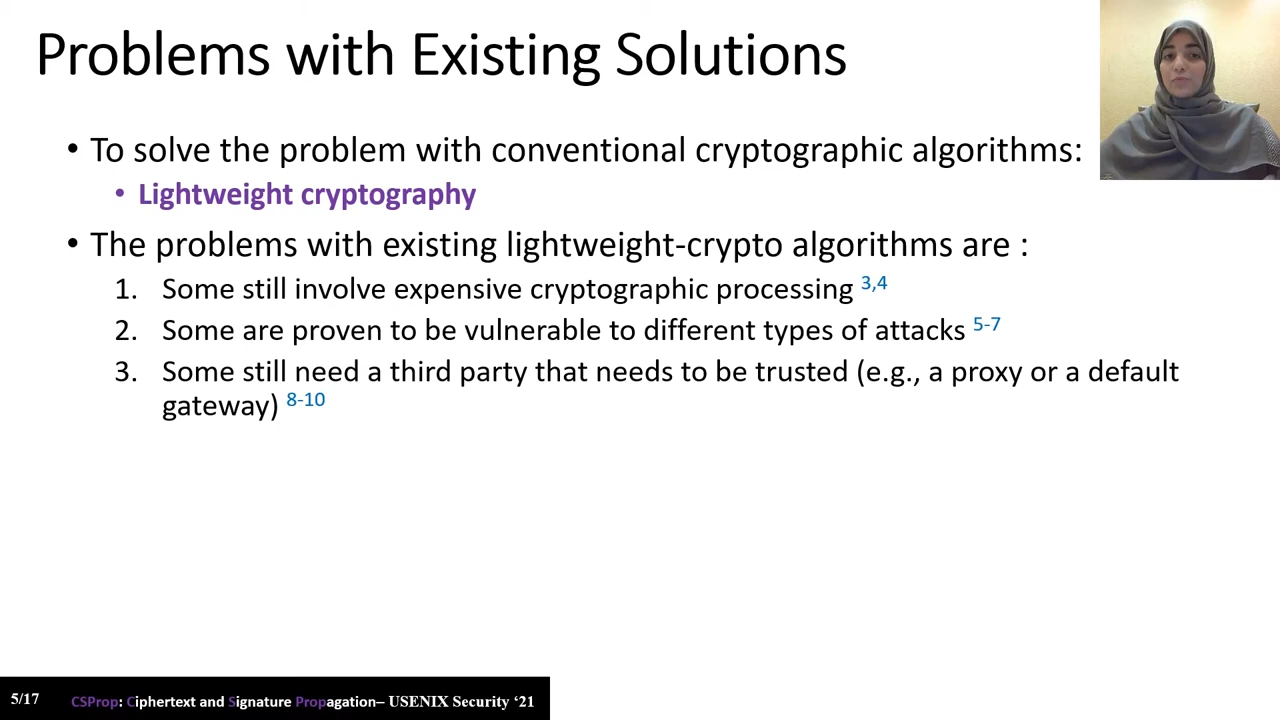 Problems with Existing Solutions
• To solve the problem with conventional cryptographic algorithms:
• Lightweight cryptography
• The problems with existing lightweight-crypto algorithms are :
1. Some still involve expensive cryptographic processing 3,4
2. Some are proven to be vulnerable to different types of attacks 5-7
3. Some still need a third party that needs to be trusted (e.g., a proxy or a default
gateway) 8-10
5/17 CSProp: Ciphertext and Signature Propagation– USENIX Security ‘21